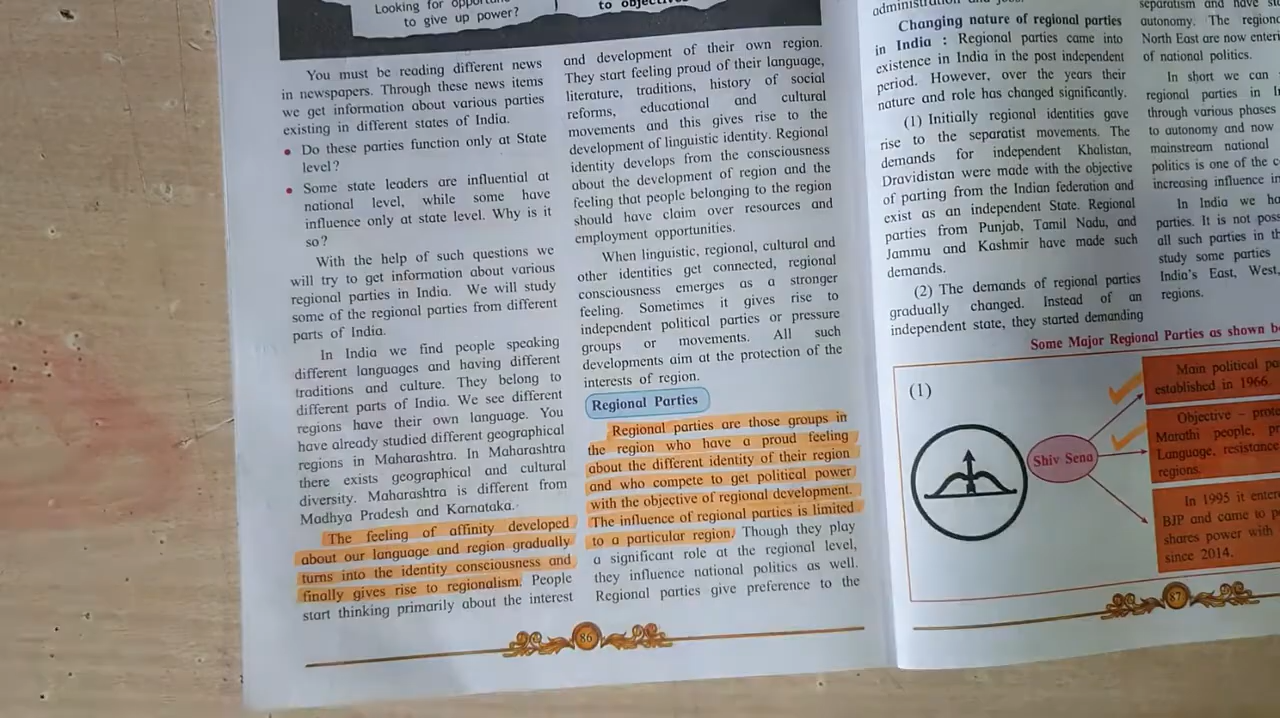 Looking for
to give up power?
to objectives
You must be reading different news
in newspapers. Through these news items
we get information about various parties
existing in different states of India.
• Do these parties function only at State
level?
• Some state leaders are influential at
national level, while some have
influence only at state level. Why is it
so?
With the help of such questions we
will try to get information about various
regional parties in India. We will study
some of the regional parties from different
parts of India.
In India we find people speaking
different languages and having different
traditions and culture. They belong to
different parts of India. We see different
regions have their own language. You
have already studied different geographical
regions in Maharashtra. In Maharashtra
there exists geographical and cultural
diversity. Maharashtra is different from
Madhya Pradesh and Karnataka.
The feeling of affinity developed
about our language and region gradually
turns into the identity consciousness and
finally gives rise to regionalism. People
start thinking primarily about the interest
and development of their own region.
They start feeling proud of their language,
literature, traditions, history of social
reforms, educational and cultural
movements and this gives rise to the
development of linguistic identity. Regional
identity develops from the consciousness
about the development of region and the
feeling that people belonging to the region
should have claim over resources and
employment opportunities.
When linguistic, regional, cultural and
other identities get connected, regional
consciousness emerges as a stronger
feeling. Sometimes it gives rise to
independent political parties or pressure
groups or movements. All such
developments aim at the protection of the
interests of region.
Regional Parties
Regional parties are those groups in
the region who have a proud feeling
about the different identity of their region
and who compete to get political power
with the objective of regional development.
The influence of regional parties is limited
to a particular region. Though they play
a significant role at the regional level,
they influence national politics as well.
Regional parties give preference to the
86
Changing nature of regional parties
in India : Regional parties came into
existence in India in the post independent
period. However, over the years their
nature and role has changed significantly.
(1) Initially regional identities gave
rise to the separatist movements. The
demands for independent Khalistan,
Dravidistan were made with the objective
of parting from the Indian federation and
exist as an independent State. Regional
parties from Punjab, Tamil Nadu, and
Jammu and Kashmir have made such
demands.
(2) The demands of regional parties
gradually changed. Instead of an
independent state, they started demanding
separatism and have
autonomy. The
North East are now
of national politics.
In short we can
regional parties in
through various phases
to autonomy and now
mainstream national
politics is one of the
increasing influence in
In India we
parties. It is not
all such parties in
study some parties
India's East, West,
regions.
Some Major Regional Parties as shown
(1)
Shiv Sena
Main political
established in 1966.
Objective –
Marathi people,
Language, resistance
regions.
In 1995 it
BJP and came to
shares power with
since 2014.
87